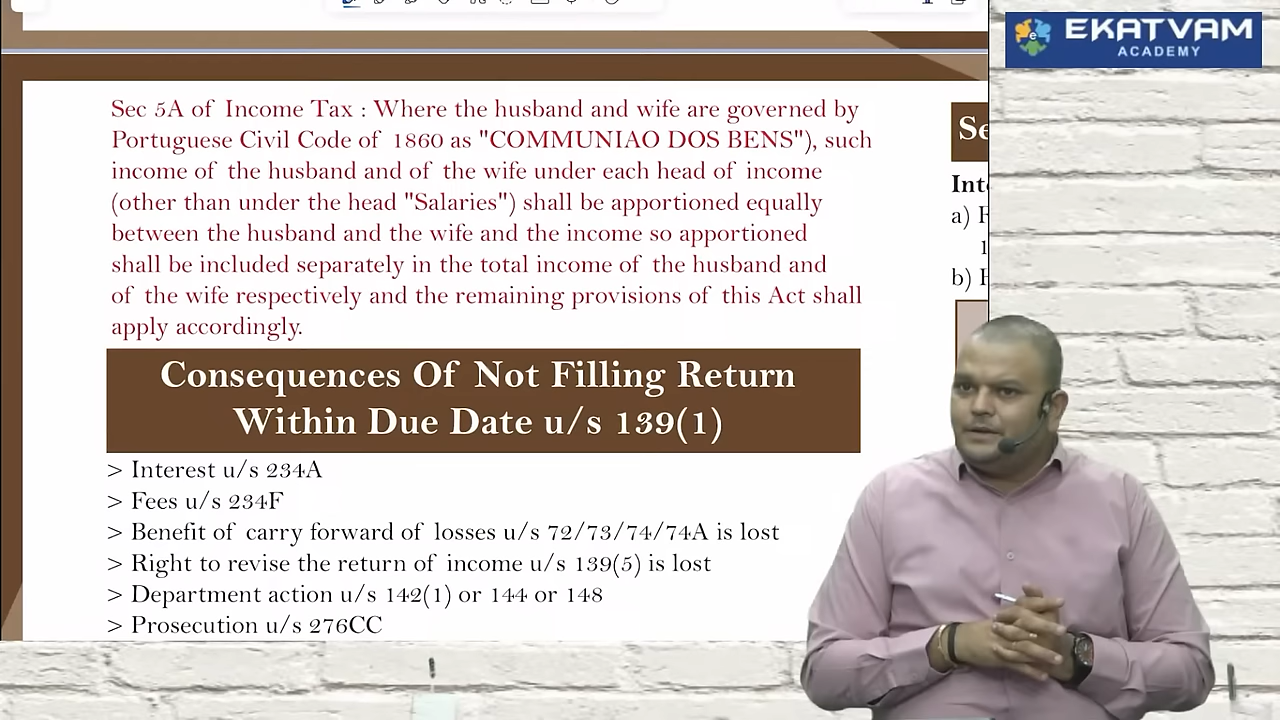 EKATVAM
ACADEMY
Sec 5A of Income Tax : Where the husband and wife are governed by
Portuguese Civil Code of 1860 as "COMMUNIAO DOS BENS"), such
income of the husband and of the wife under each head of income
(other than under the head "Salaries") shall be apportioned equally
between the husband and the wife and the income so apportioned
shall be included separately in the total income of the husband and
of the wife respectively and the remaining provisions of this Act shall
apply accordingly.
Consequences Of Not Filling Return
Within Due Date u/s 139(1)
> Interest u/s 234A
> Fees u/s 234F
> Benefit of carry forward of losses u/s 72/73/74/74A is lost
> Right to revise the return of income u/s 139(5) is lost
> Department action u/s 142(1) or 144 or 148
> Prosecution u/s 276CC
a)
b)